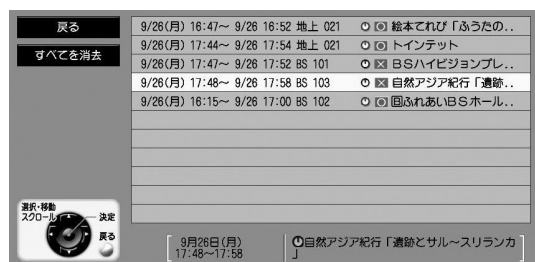 戻る
すべてを消去
9/26(月) 16:47～ 9/26 16:52 地上 021 絵本てれび「ふうたの..
9/26(月) 17:44～ 9/26 17:54 地上 021 トインテット
9/26(月) 17:47～ 9/26 17:52 BS 101 BSハイビジョンプレ..
9/26(月) 17:48～ 9/26 17:58 BS 103 自然アジア紀行「遺跡..
9/26(月) 16:15～ 9/26 17:00 BS 102 回ふれあいBSホール..
選択・移動
スクロール
決定
戻る
9月26日(月)
17:48～17:58
自然アジア紀行「遺跡とサル～スリランカ
」